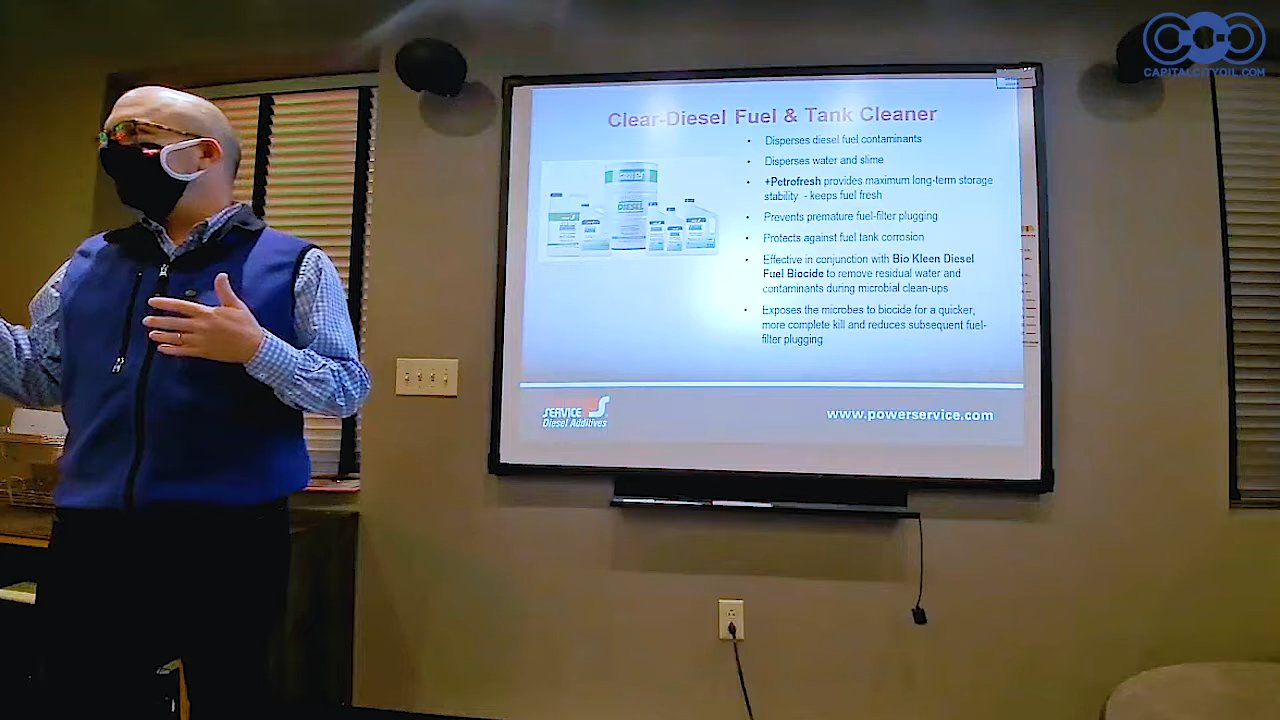 CAPITALCITYOIL.COM
Clear-Diesel Fuel & Tank Cleaner
• Disperses diesel fuel contaminants
• Disperses water and slime
• +Petrofresh provides maximum long-term storage
stability - keeps fuel fresh
• Prevents premature fuel-filter plugging
• Protects against fuel tank corrosion
• Effective in conjunction with Bio Kleen Diesel
Fuel Biocide to remove residual water and
contaminants during microbial clean-ups
• Exposes the microbes to biocide for a quicker,
more complete kill and reduces subsequent fuel-
filter plugging
DIESEL
SERVICE
Diesel Additives
www.powerservice.com